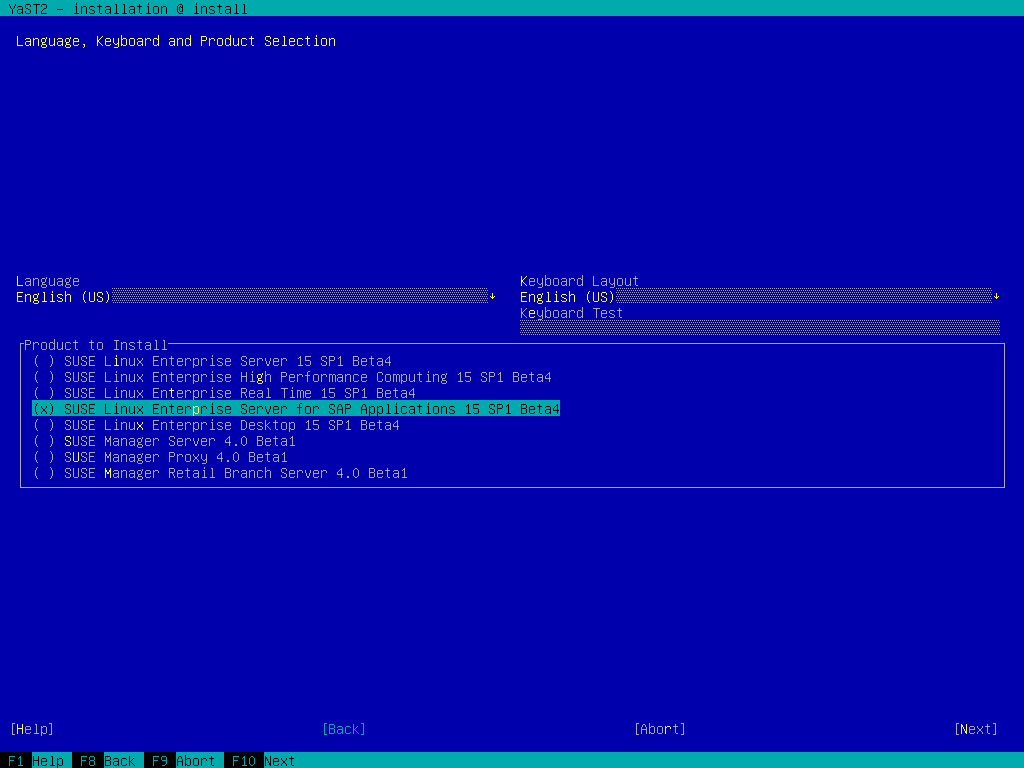 YaST2 - installation @ install
Language, Keyboard and Product Selection
Language
English (US)
Keyboard Layout
English (US)
Keyboard Test
Product to Install
( ) SUSE Linux Enterprise Server 15 SP1 Beta4
( ) SUSE Linux Enterprise High Performance Computing 15 SP1 Beta4
( ) SUSE Linux Enterprise Real Time 15 SP1 Beta4
(x) SUSE Linux Enterprise Server for SAP Applications 15 SP1 Beta4
( ) SUSE Linux Enterprise Desktop 15 SP1 Beta4
( ) SUSE Manager Server 4.0 Beta1
( ) SUSE Manager Proxy 4.0 Beta1
( ) SUSE Manager Retail Branch Server 4.0 Beta1
[Help] [Back] [Abort] [Next]
F1 Help F8 Back F9 Abort F10 Next